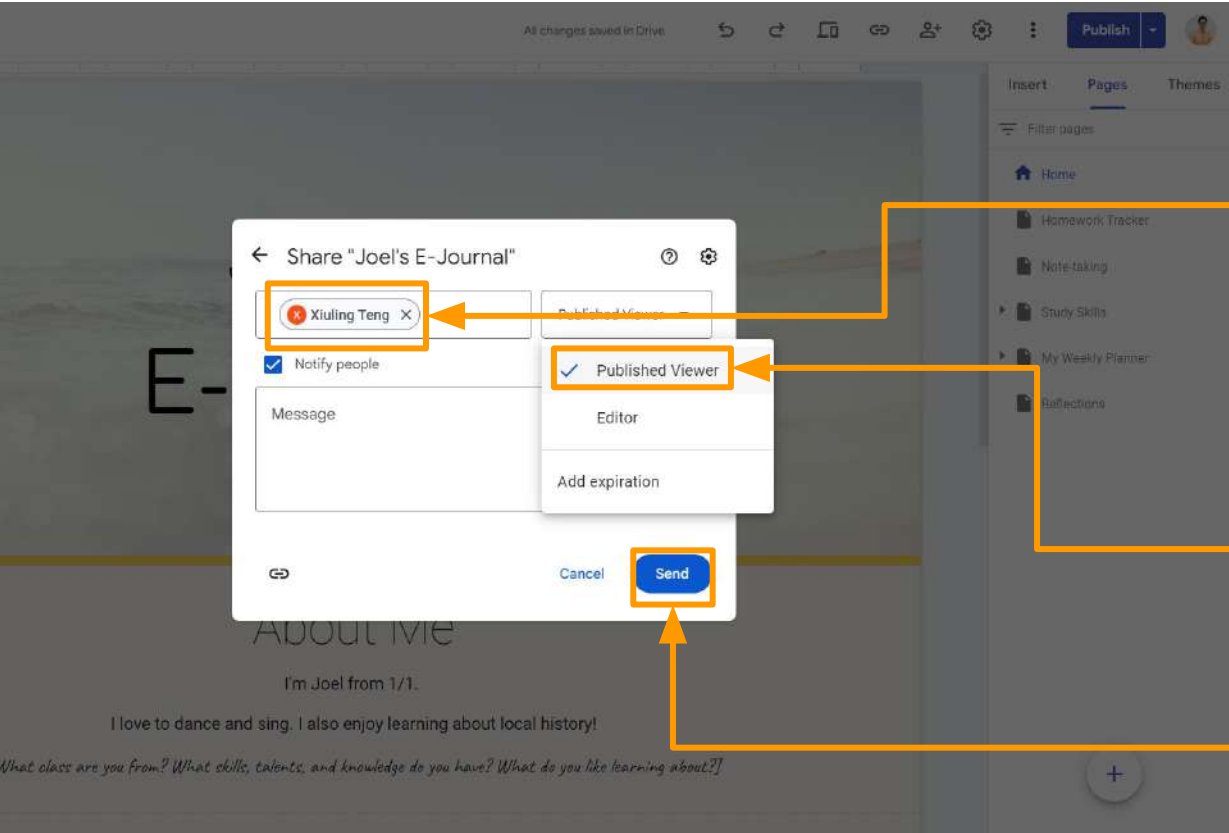 All changes saved in Drive
Publish
Insert Pages Themes
Filter pages
Home
Homework Tracker
Note-taking
Study Skills
My Weekly Planner
Reflections
Share "Joel's E-Journal"
X Xiuling Teng
Published Viewer
Notify people
Published Viewer
Message
Editor
Add expiration
Cancel Send
E-
About Me
I'm Joel from 1/1.
I love to dance and sing. I also enjoy learning about local history!
What class are you from? What skills, talents, and knowledge do you have? What do you like learning about?]